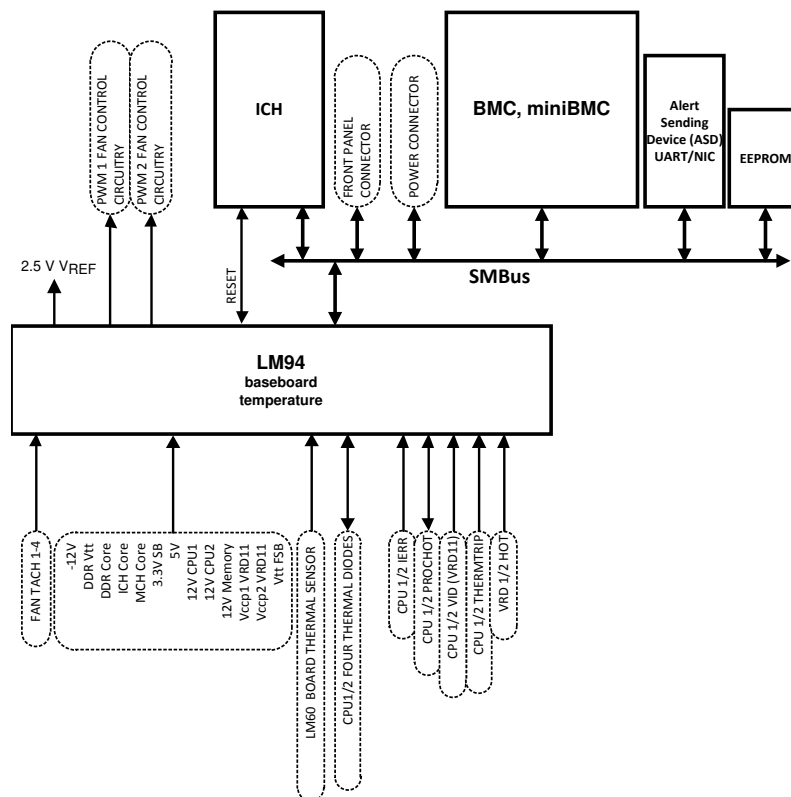 PWM 1 FAN CONTROL
CIRCUITRY
PWM 2 FAN CONTROL
CIRCUITRY
ICH
FRONT PANEL
CONNECTOR
POWER CONNECTOR
BMC, miniBMC
Alert
Sending
Device (ASD)
UART/NIC
EEPROM
2.5 V VREF
RESET
SMBus
LM94
baseboard
temperature
FAN TACH 1-4
-12V
DDR Vtt
DDR Core
ICH Core
MCH Core
3.3V SB
5V
12V CPU1
12V CPU2
12V Memory
Vccp1 VRD11
Vccp2 VRD11
Vtt FSB
LM60 BOARD THERMAL SENSOR
CPU1/2 FOUR THERMAL DIODES
CPU 1/2 IERR
CPU 1/2 PROCHOT
CPU 1/2 VID (VRD11)
CPU 1/2 THERMTRIP
VRD 1/2 HOT